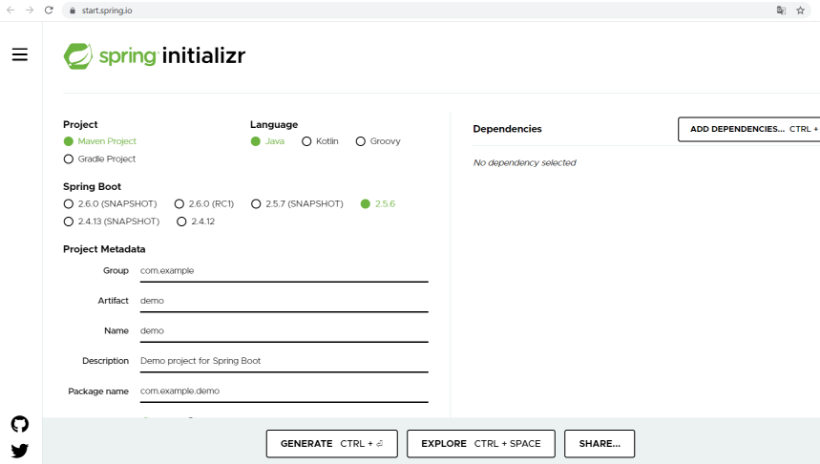 start.spring.io
spring initializr
Project
Maven Project
Gradle Project
Language
Java Kotlin Groovy
Spring Boot
2.6.0 (SNAPSHOT) 2.6.0 (RC1) 2.5.7 (SNAPSHOT) 2.5.6
2.4.13 (SNAPSHOT) 2.4.12
Project Metadata
Group com.example
Artifact demo
Name demo
Description Demo project for Spring Boot
Package name com.example.demo
Dependencies ADD DEPENDENCIES... CTRL +
No dependency selected
GENERATE CTRL + ⏎ EXPLORE CTRL + SPACE SHARE...